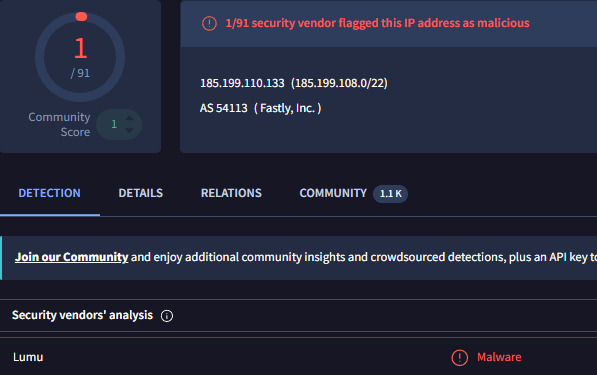 1
/ 91
Community
Score
1
1/91 security vendor flagged this IP address as malicious
185.199.110.133 (185.199.108.0/22)
AS 54113 ( Fastly, Inc. )
DETECTION DETAILS RELATIONS COMMUNITY 1.1 K
Join our Community and enjoy additional community insights and crowdsourced detections, plus an API key to
Security vendors' analysis
Lumu Malware